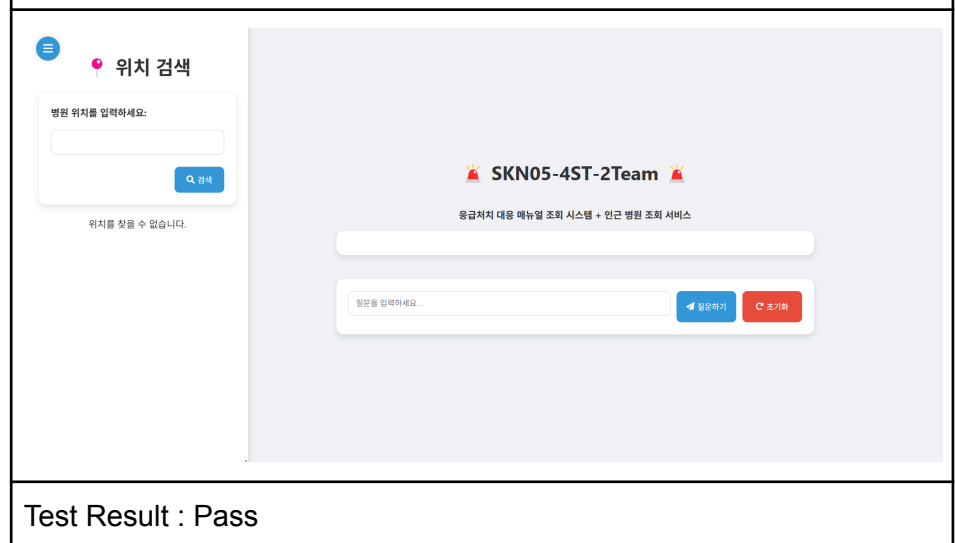 위치 검색
병원 위치를 입력하세요:
검색
위치를 찾을 수 없습니다.
SKN05-4ST-2Team
응급처치 대응 매뉴얼 조회 시스템 + 인근 병원 조회 서비스
질문을 입력하세요...
질문하기
초기화
Test Result : Pass